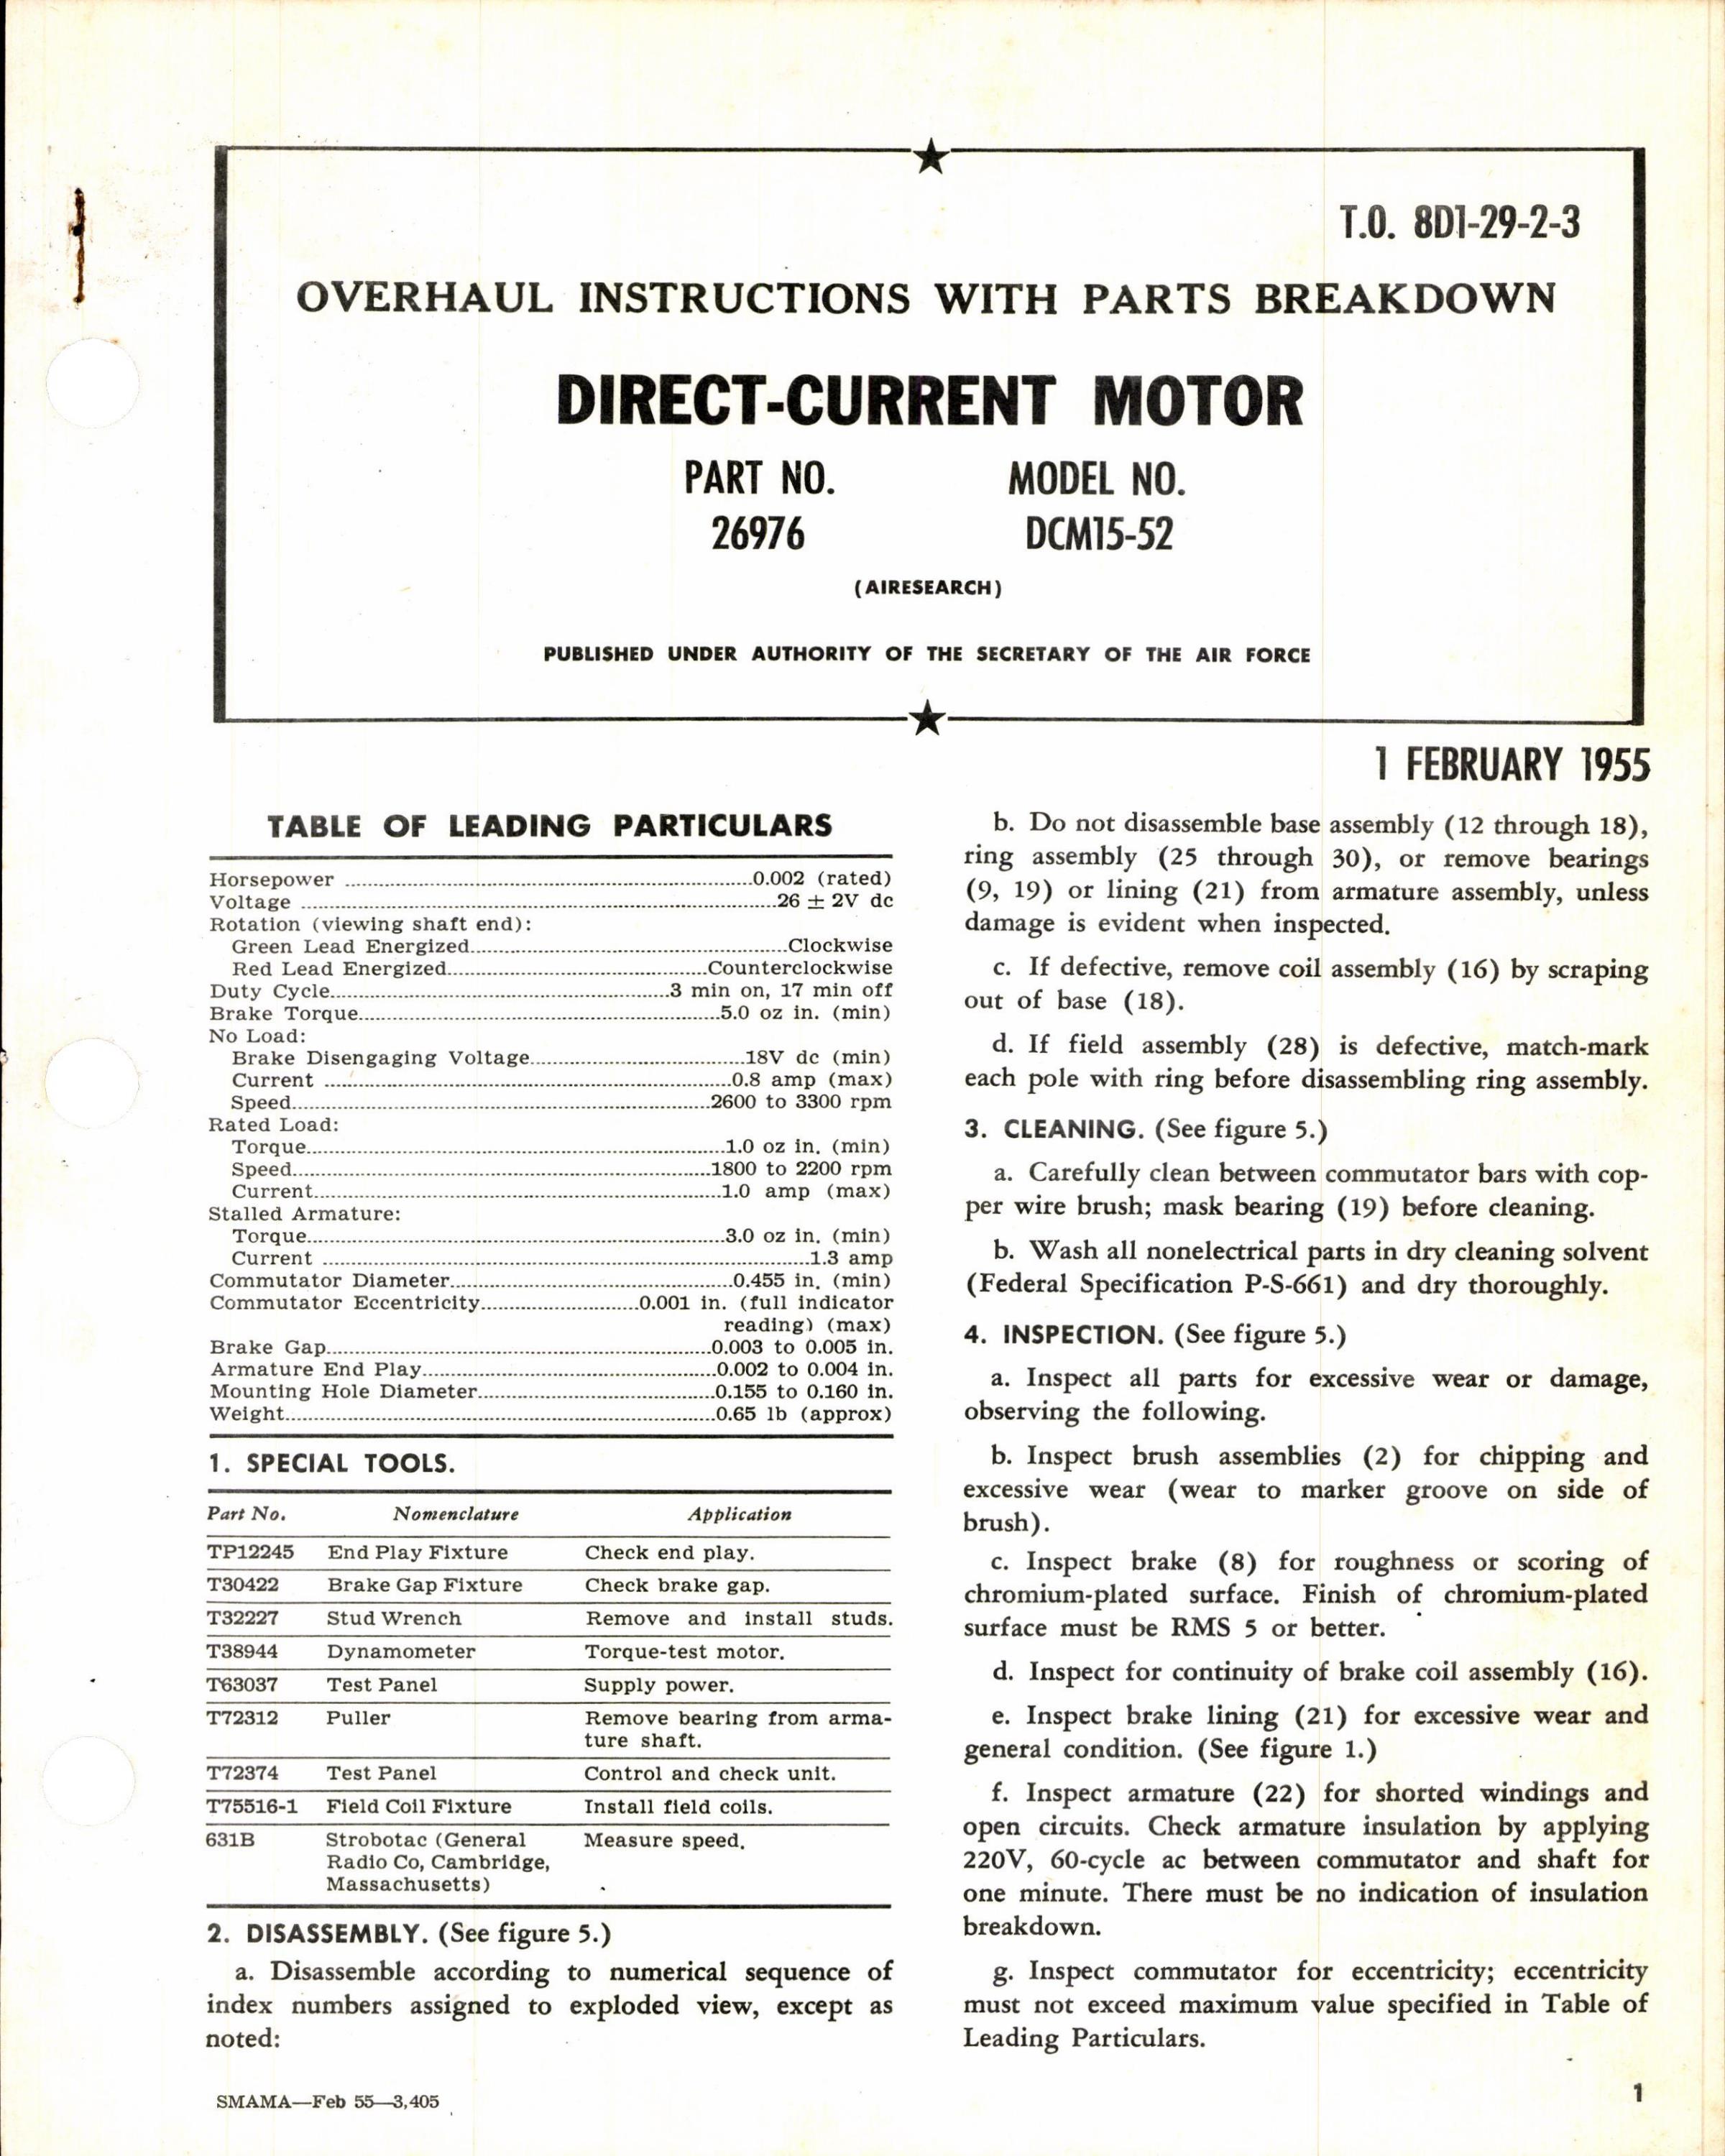 T.O. 8D1-29-2-3
OVERHAUL INSTRUCTIONS WITH PARTS BREAKDOWN
DIRECT-CURRENT MOTOR
PART NO. MODEL NO.
26976 DCM15-52
(AIRESEARCH)
PUBLISHED UNDER AUTHORITY OF THE SECRETARY OF THE AIR FORCE
1 FEBRUARY 1955
TABLE OF LEADING PARTICULARS
Horsepower ........ 0.002 (rated)
Voltage ........ 26 ± 2V dc
Rotation (viewing shaft end):
Green Lead Energized........Clockwise
Red Lead Energized........Counterclockwise
Duty Cycle........3 min on, 17 min off
Brake Torque........5.0 oz in. (min)
No Load:
Brake Disengaging Voltage........18V dc (min)
Current ........0.8 amp (max)
Speed........2600 to 3300 rpm
Rated Load:
Torque........1.0 oz in. (min)
Speed........1800 to 2200 rpm
Current........1.0 amp (max)
Stalled Armature:
Torque........3.0 oz in. (min)
Current ........1.3 amp
Commutator Diameter........0.455 in. (min)
Commutator Eccentricity........0.001 in. (full indicator
reading) (max)
Brake Gap........0.003 to 0.005 in.
Armature End Play........0.002 to 0.004 in.
Mounting Hole Diameter........0.155 to 0.160 in.
Weight........0.65 lb (approx)
1. SPECIAL TOOLS.
Part No. Nomenclature Application
TP12245 End Play Fixture Check end play.
T30422 Brake Gap Fixture Check brake gap.
T32227 Stud Wrench Remove and install studs.
T38944 Dynamometer Torque-test motor.
T63037 Test Panel Supply power.
T72312 Puller Remove bearing from arma-
ture shaft.
T72374 Test Panel Control and check unit.
T75516-1 Field Coil Fixture Install field coils.
631B Strobotac (General Measure speed.
Radio Co, Cambridge,
Massachusetts)
2. DISASSEMBLY. (See figure 5.)
a. Disassemble according to numerical sequence of
index numbers assigned to exploded view, except as
noted:
b. Do not disassemble base assembly (12 through 18),
ring assembly (25 through 30), or remove bearings
(9, 19) or lining (21) from armature assembly, unless
damage is evident when inspected.
c. If defective, remove coil assembly (16) by scraping
out of base (18).
d. If field assembly (28) is defective, match-mark
each pole with ring before disassembling ring assembly.
3. CLEANING. (See figure 5.)
a. Carefully clean between commutator bars with cop-
per wire brush; mask bearing (19) before cleaning.
b. Wash all nonelectrical parts in dry cleaning solvent
(Federal Specification P-S-661) and dry thoroughly.
4. INSPECTION. (See figure 5.)
a. Inspect all parts for excessive wear or damage,
observing the following.
b. Inspect brush assemblies (2) for chipping and
excessive wear (wear to marker groove on side of
brush).
c. Inspect brake (8) for roughness or scoring of
chromium-plated surface. Finish of chromium-plated
surface must be RMS 5 or better.
d. Inspect for continuity of brake coil assembly (16).
e. Inspect brake lining (21) for excessive wear and
general condition. (See figure 1.)
f. Inspect armature (22) for shorted windings and
open circuits. Check armature insulation by applying
220V, 60-cycle ac between commutator and shaft for
one minute. There must be no indication of insulation
breakdown.
g. Inspect commutator for eccentricity; eccentricity
must not exceed maximum value specified in Table of
Leading Particulars.
SMAMA—Feb 55—3,405
1